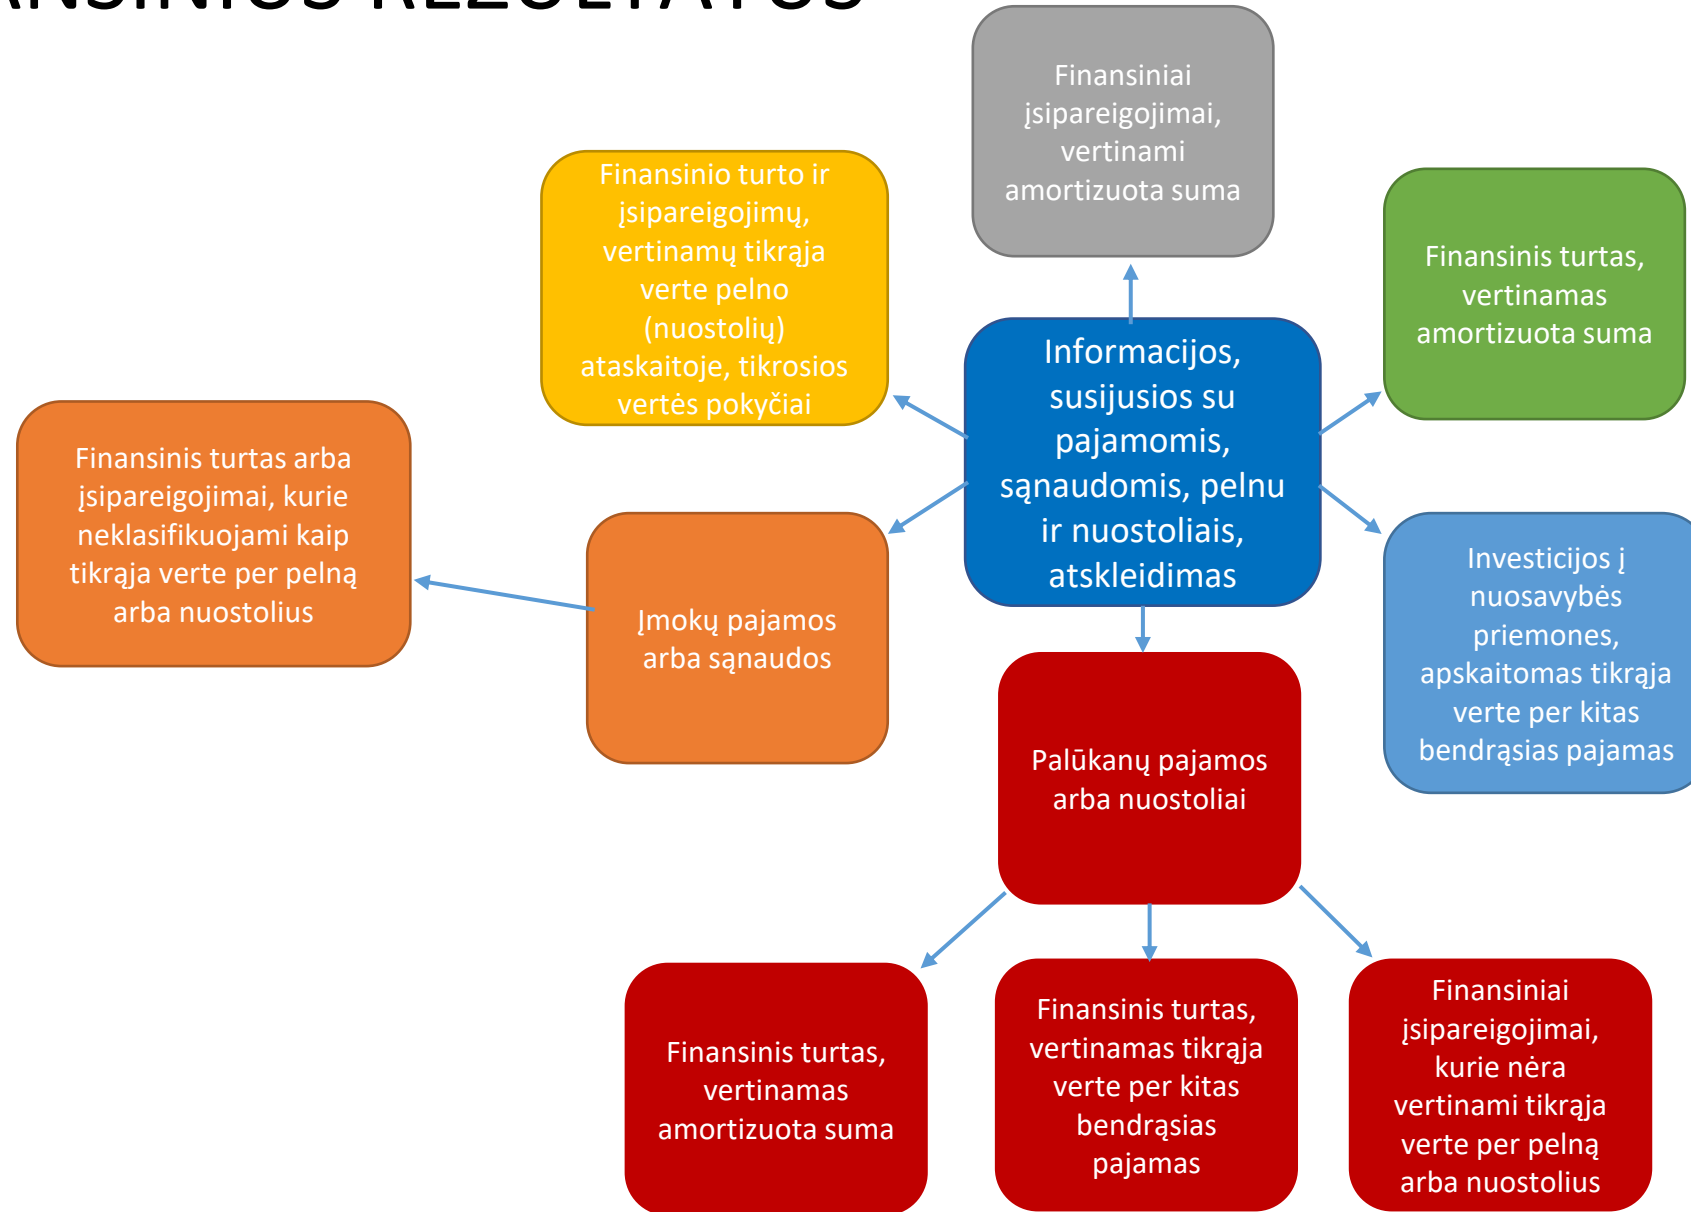 Finansiniai
įsipareigojimai,
vertinami
amortizuota suma
Finansinio turto ir
įsipareigojimų,
vertinamų tikrąja
verte pelno
(nuostolių)
ataskaitoje, tikrosios
vertės pokyčiai
Finansinis turtas,
vertinamas
amortizuota suma
Informacijos,
susijusios su
pajamomis,
sąnaudomis, pelnu
ir nuostoliais,
atskleidimas
Finansinis turtas arba
įsipareigojimai, kurie
neklasifikuojami kaip
tikrąja verte per pelną
arba nuostolius
Įmokų pajamos
arba sąnaudos
Investicijos į
nuosavybės
priemones,
apskaitomas tikrąja
verte per kitas
bendrąsias pajamas
Palūkanų pajamos
arba nuostoliai
Finansinis turtas,
vertinamas
amortizuota suma
Finansinis turtas,
vertinamas tikrąja
verte per kitas
bendrąsias
pajamas
Finansiniai
įsipareigojimai,
kurie nėra
vertinami tikrąja
verte per pelną
arba nuostolius